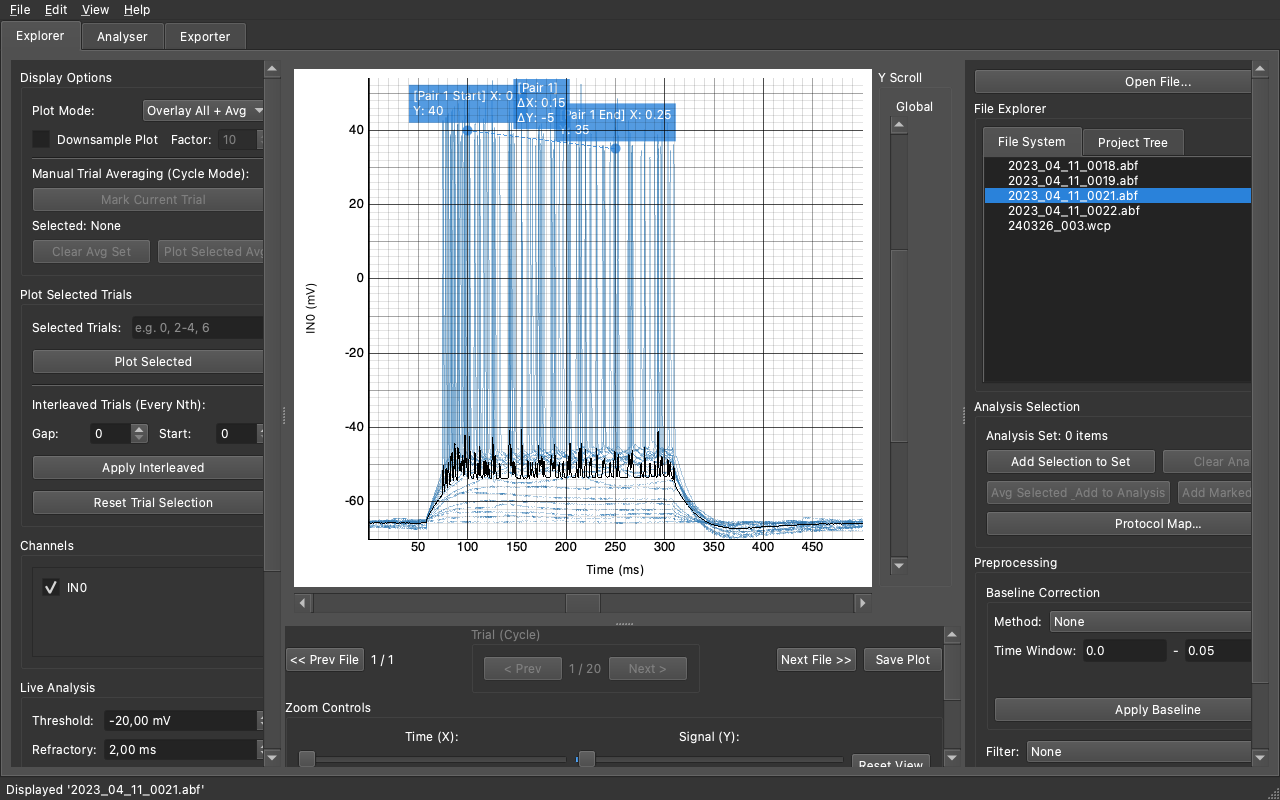 File Edit View Help
Explorer Analyser Exporter
Display Options
Plot Mode: Overlay All + Avg
Downsample Plot Factor: 10
Manual Trial Averaging (Cycle Mode):
Mark Current Trial
Selected: None
Clear Avg Set Plot Selected Avg
Plot Selected Trials
Selected Trials: e.g. 0, 2-4, 6
Plot Selected
Interleaved Trials (Every Nth):
Gap: 0 Start: 0
Apply Interleaved
Reset Trial Selection
Channels
IN0
Live Analysis
Threshold: -20,00 mV
Refractory: 2,00 ms
[Pair 1 Start] X: 0
Y: 40
[Pair 1]
ΔX: 0.15
ΔY: -5
Pair 1 End] X: 0.25
: 35
IN0 (mV)
40
20
0
-20
-40
-60
50 100 150 200 250 300 350 400 450
Time (ms)
Y Scroll
Global
Trial (Cycle)
<< Prev File 1 / 1 < Prev 1 / 20 Next > Next File >> Save Plot
Zoom Controls
Time (X): Signal (Y):
Reset View
Open File...
File Explorer
File System Project Tree
2023_04_11_0018.abf
2023_04_11_0019.abf
2023_04_11_0021.abf
2023_04_11_0022.abf
240326_003.wcp
Analysis Selection
Analysis Set: 0 items
Add Selection to Set Clear Ana
Avg Selected _Add to Analysis Add Marked
Protocol Map...
Preprocessing
Baseline Correction
Method: None
Time Window: 0.0 - 0.05
Apply Baseline
Filter: None
Displayed '2023_04_11_0021.abf'